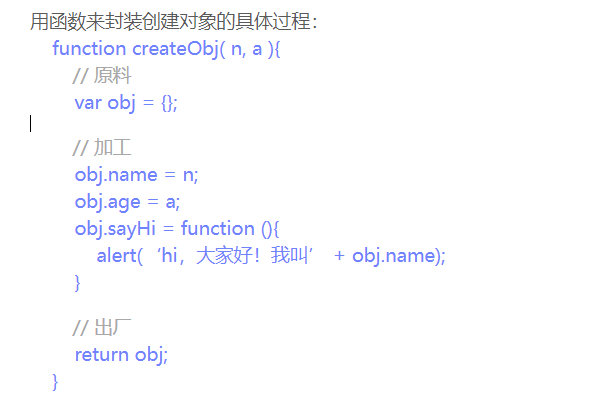 用函数来封装创建对象的具体过程：
function createObj( n, a ){
// 原料
var obj = {};
// 加工
obj.name = n;
obj.age = a;
obj.sayHi = function (){
alert(‘hi，大家好！我叫’ + obj.name);
}
// 出厂
return obj;
}